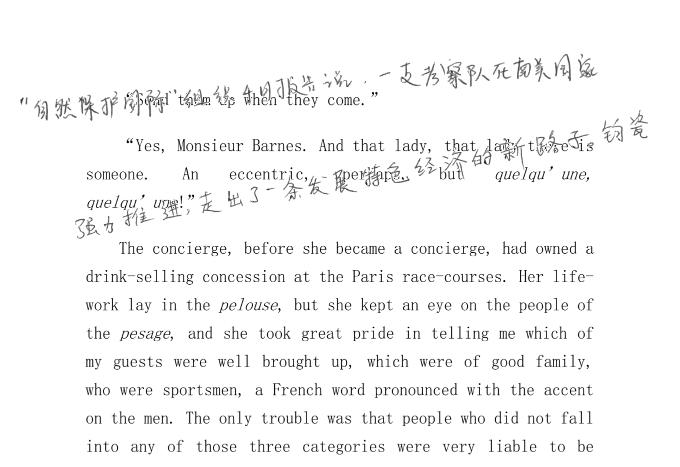 "自然保护国际"组织5日报告说，一支考察队在南美国家
"Send them up when they come."
"Yes, Monsieur Barnes. And that lady, that lady there is
someone. An eccentric, perhaps, but quelqu'une,
quelqu'une!"
强力推进，走出了一条发展特色经济的新路子。钧瓷
The concierge, before she became a concierge, had owned a
drink-selling concession at the Paris race-courses. Her life-
work lay in the pelouse, but she kept an eye on the people of
the pesage, and she took great pride in telling me which of
my guests were well brought up, which were of good family,
who were sportsmen, a French word pronounced with the accent
on the men. The only trouble was that people who did not fall
into any of those three categories were very liable to be